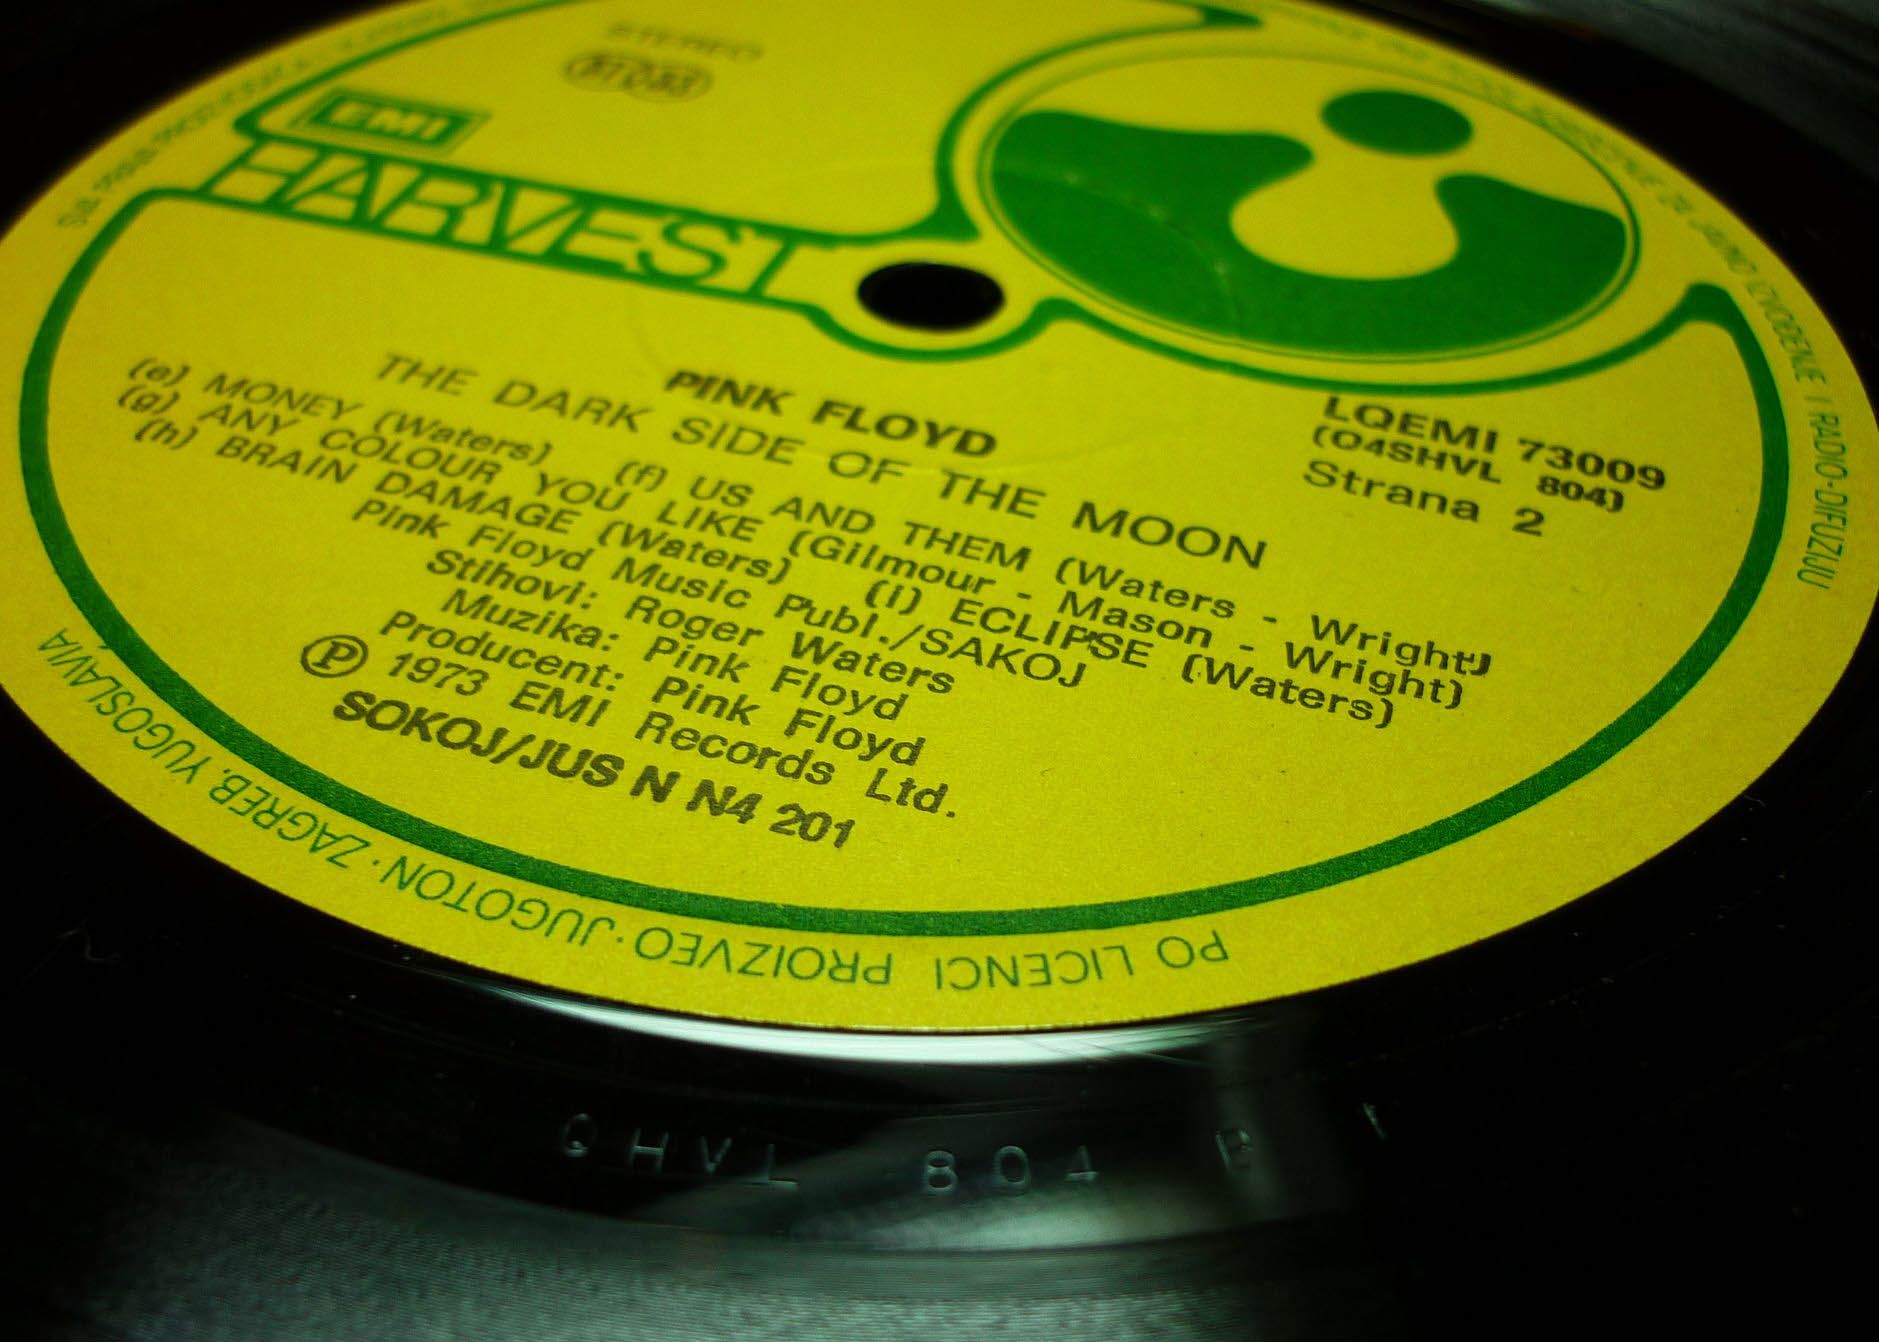 STEREO
EMI
HARVEST
LQEMI 73009
(O4SHVL 804)
Strana 2
PINK FLOYD
THE DARK SIDE OF THE MOON
(e) MONEY (Waters) (f) US AND THEM (Waters - Wright)
(g) ANY COLOUR YOU LIKE (Gilmour - Mason - Wright)
(h) BRAIN DAMAGE (Waters) (i) ECLIPSE (Waters)
Pink Floyd Music Publ./SAKOJ
Stihovi: Roger Waters
Muzika: Pink Floyd
Producent: Pink Floyd
Ⓟ 1973 EMI Records Ltd.
SOKOJ/JUS N N4 201
PO LICENCI PROIZVEO·JUGOTON·ZAGREB, YUGOSLAVIA
I RADIO-DIFUZIJU
HVL 804 B